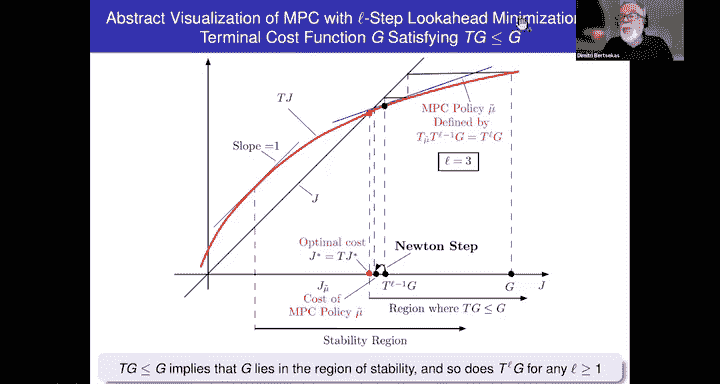 Abstract Visualization of MPC with ℓ-Step Lookahead Minimization
Terminal Cost Function G Satisfying TG ≤ G
Dimitri Bertsekas
TJ
MPC Policy μ̃
Defined by
T_μ̃ T^{ℓ−1}G = T^ℓ G
Slope =1
ℓ = 3
J
Optimal cost
J* = TJ*
Newton Step
J_μ̃
T^{ℓ−1}G
G
J
Cost of
MPC Policy μ̃
Region where TG ≤ G
Stability Region
TG ≤ G implies that G lies in the region of stability, and so does T^ℓ G for any ℓ ≥ 1